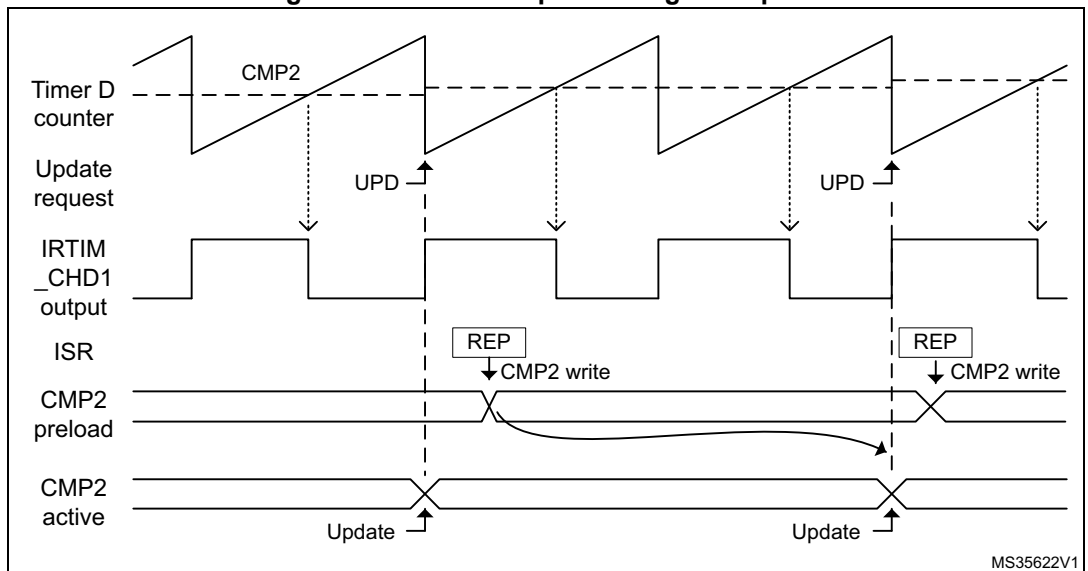 CMP2
Timer D
counter
Update
request
UPD
UPD
IRTIM
_CHD1
output
ISR
REP
REP
CMP2 write
CMP2 write
CMP2
preload
CMP2
active
Update
Update
MS35622V1